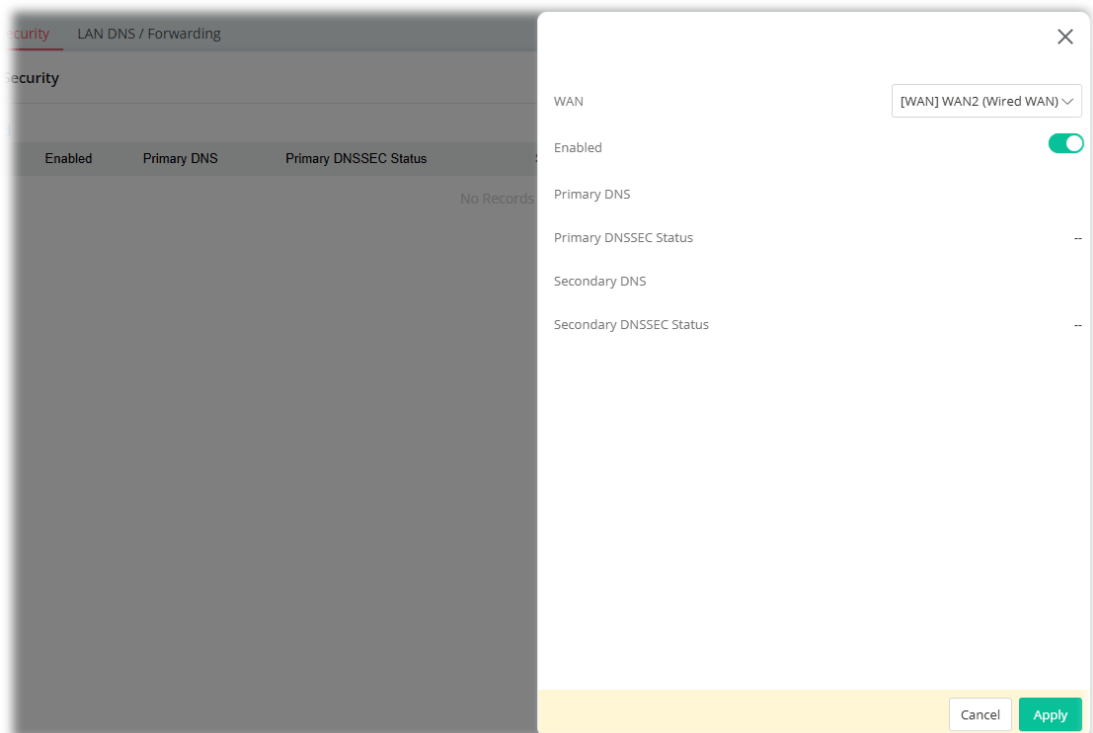 LAN DNS / Forwarding
WAN
[WAN] WAN2 (Wired WAN)
Enabled
Primary DNS
Primary DNSSEC Status
--
Secondary DNS
Secondary DNSSEC Status
--
Cancel
Apply
ecurity
Security
Enabled
Primary DNS
Primary DNSSEC Status
No Records